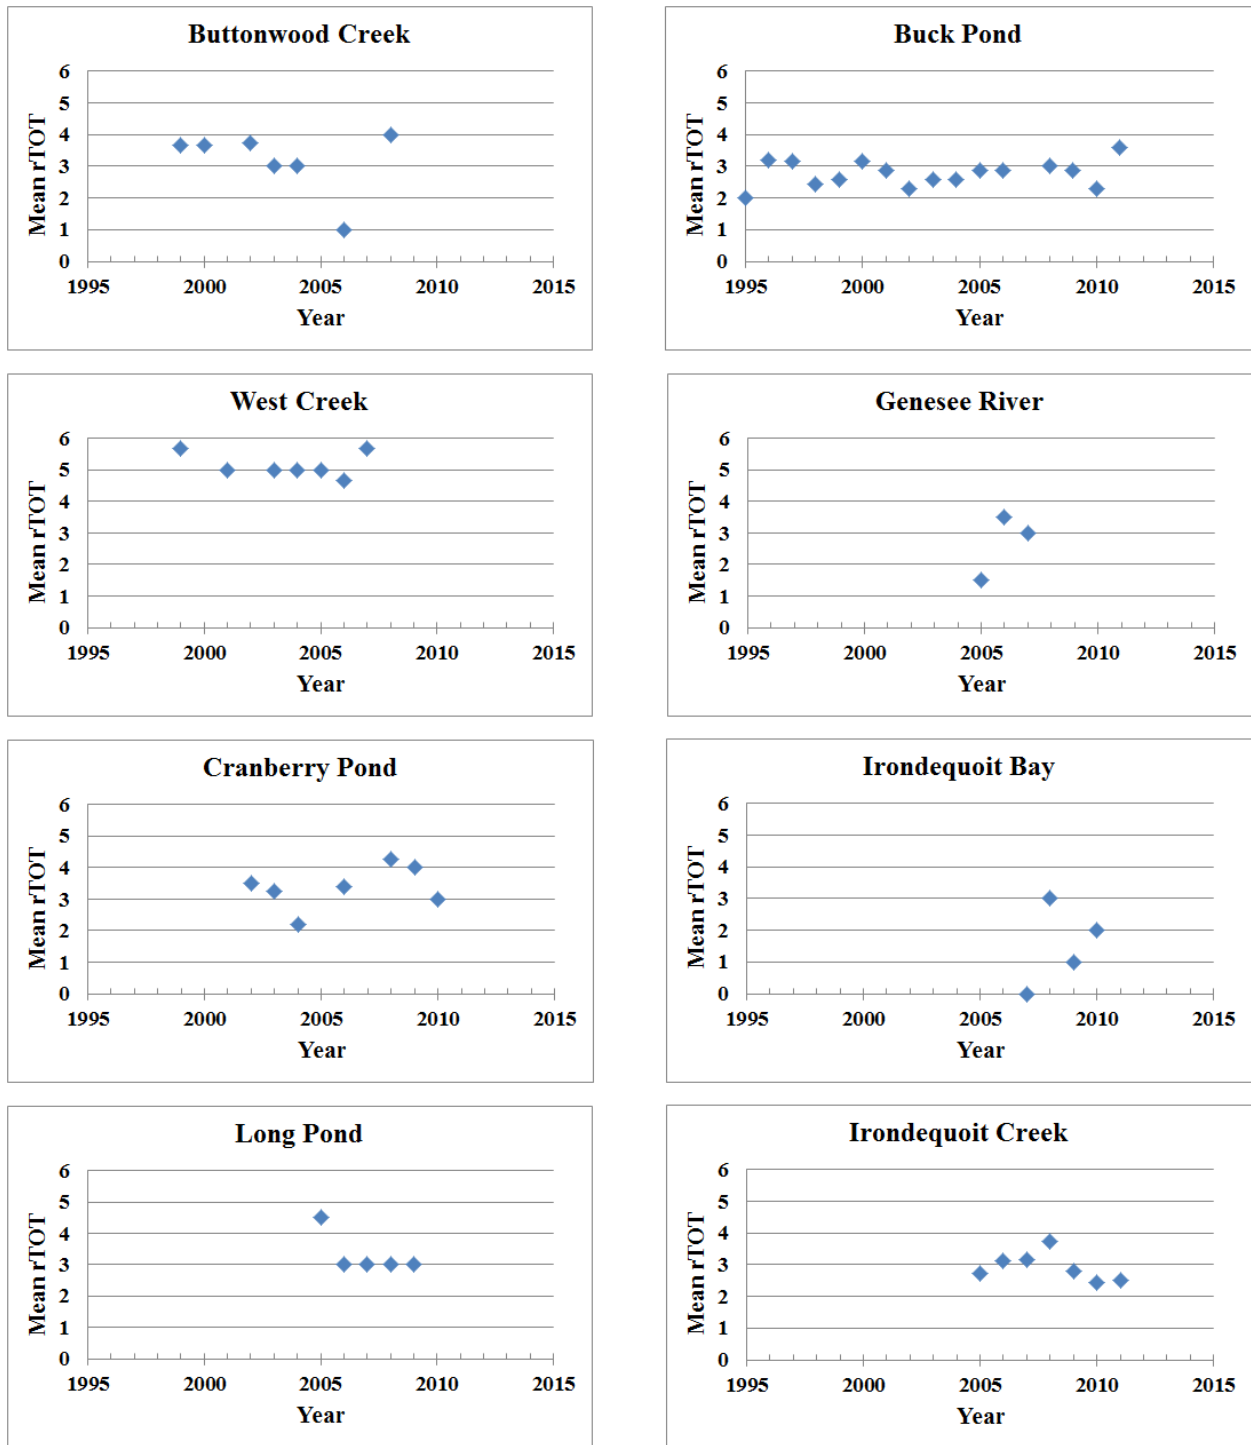 Buttonwood Creek
6
5
4
3
2
1
0
Mean rTOT
1995 2000 2005 2010 2015
Year
Buck Pond
6
5
4
3
2
1
0
Mean rTOT
1995 2000 2005 2010 2015
Year
West Creek
6
5
4
3
2
1
0
Mean rTOT
1995 2000 2005 2010 2015
Year
Genesee River
6
5
4
3
2
1
0
Mean rTOT
1995 2000 2005 2010 2015
Year
Cranberry Pond
6
5
4
3
2
1
0
Mean rTOT
1995 2000 2005 2010 2015
Year
Irondequoit Bay
6
5
4
3
2
1
0
Mean rTOT
1995 2000 2005 2010 2015
Year
Long Pond
6
5
4
3
2
1
0
Mean rTOT
1995 2000 2005 2010 2015
Year
Irondequoit Creek
6
5
4
3
2
1
0
Mean rTOT
1995 2000 2005 2010 2015
Year